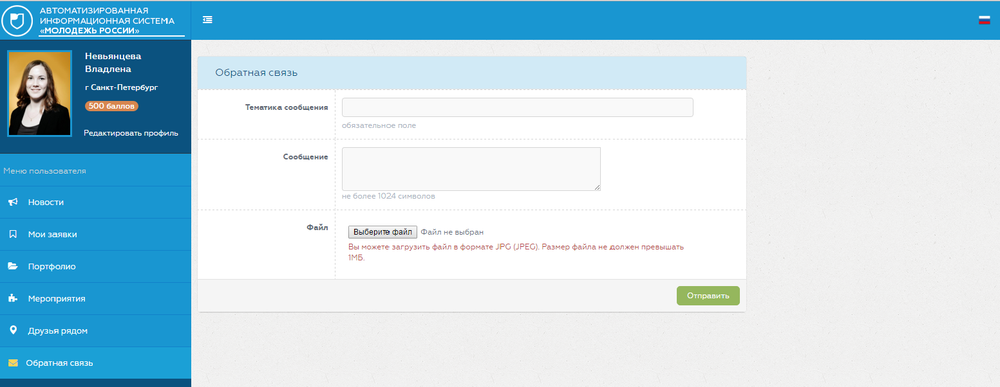 АВТОМАТИЗИРОВАННАЯ
ИНФОРМАЦИОННАЯ СИСТЕМА
«МОЛОДЕЖЬ РОССИИ»
Невьянцева
Владлена
г Санкт-Петербург
500 баллов
Редактировать профиль
Меню пользователя
Новости
Мои заявки
Портфолио
Мероприятия
Друзья рядом
Обратная связь
Обратная связь
Тематика сообщения
обязательное поле
Сообщение
не более 1024 символов
Файл
Выберите файл Файл не выбран
Вы можете загрузить файл в формате JPG (JPEG). Размер файла не должен превышать
1МБ.
Отправить